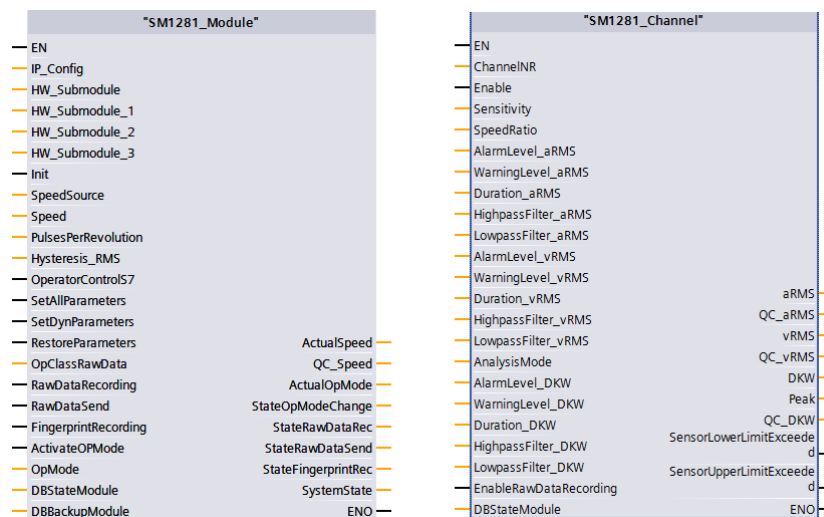 "SM1281_Module"
EN
IP_Config
HW_Submodule
HW_Submodule_1
HW_Submodule_2
HW_Submodule_3
Init
SpeedSource
Speed
PulsesPerRevolution
Hysteresis_RMS
OperatorControlS7
SetAllParameters
SetDynParameters
RestoreParameters ActualSpeed
OpClassRawData QC_Speed
RawDataRecording ActualOpMode
RawDataSend StateOpModeChange
FingerprintRecording StateRawDataRec
ActivateOPMode StateRawDataSend
OpMode StateFingerprintRec
DBStateModule SystemState
DBBackupModule ENO
"SM1281_Channel"
EN
ChannelNR
Enable
Sensitivity
SpeedRatio
AlarmLevel_aRMS
WarningLevel_aRMS
Duration_aRMS
HighpassFilter_aRMS
LowpassFilter_aRMS
AlarmLevel_vRMS
WarningLevel_vRMS
Duration_vRMS aRMS
HighpassFilter_vRMS QC_aRMS
LowpassFilter_vRMS vRMS
AnalysisMode QC_vRMS
AlarmLevel_DKW DKW
WarningLevel_DKW Peak
Duration_DKW QC_DKW
HighpassFilter_DKW SensorLowerLimitExceede
d
LowpassFilter_DKW SensorUpperLimitExceede
EnableRawDataRecording d
DBStateModule ENO